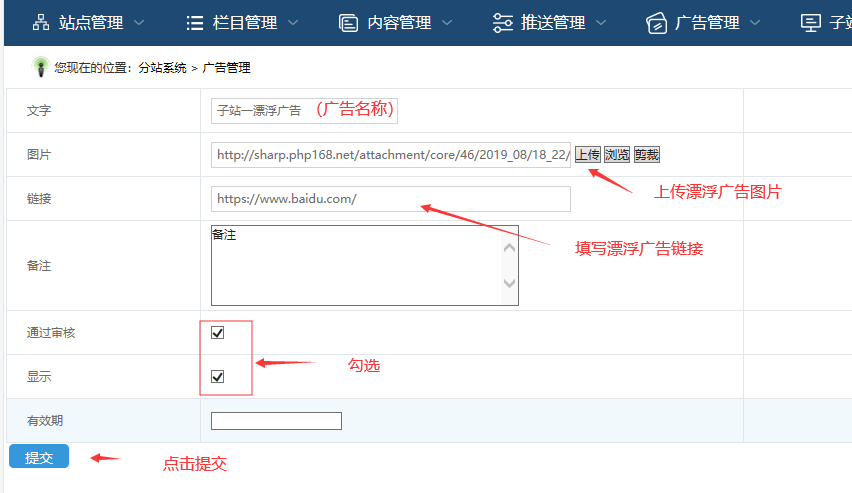 站点管理 栏目管理 内容管理 推送管理 广告管理 子站
您现在的位置：分站系统 > 广告管理
文字 子站一漂浮广告 (广告名称)
图片 http://sharp.php168.net/attachment/core/46/2019_08/18_22/ 上传 浏览 剪裁
上传漂浮广告图片
链接 https://www.baidu.com/
填写漂浮广告链接
备注 备注
通过审核
勾选
显示
有效期
提交 点击提交